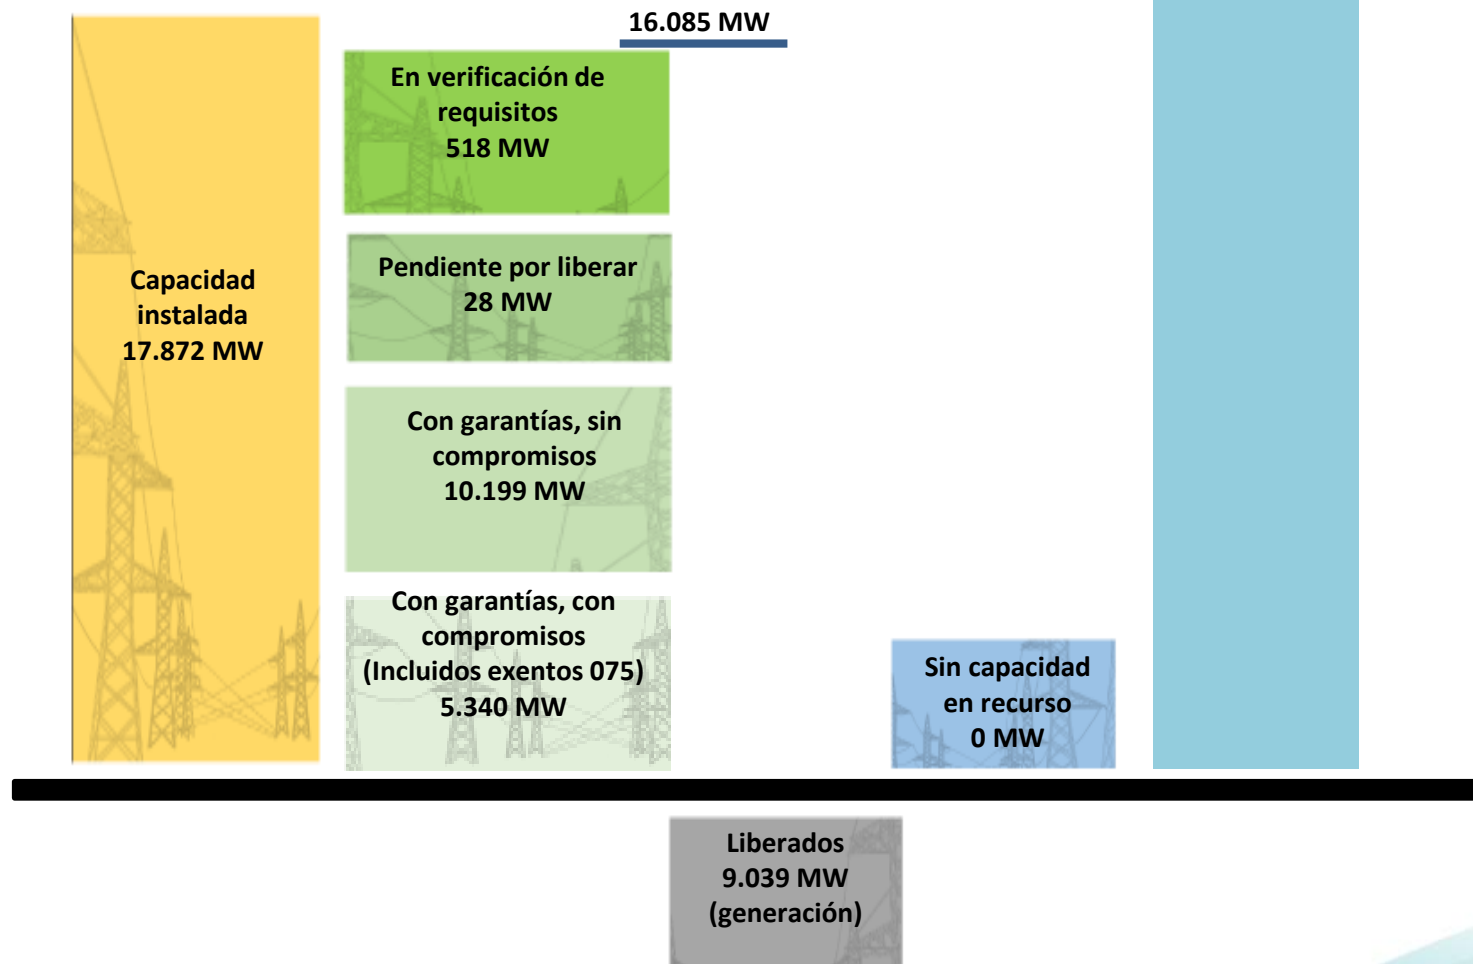 16.085 MW
En verificación de
requisitos
518 MW
Capacidad
instalada
17.872 MW
Pendiente por liberar
28 MW
Con garantías, sin
compromisos
10.199 MW
Con garantías, con
compromisos
(Incluidos exentos 075)
5.340 MW
Sin capacidad
en recurso
0 MW
Liberados
9.039 MW
(generación)